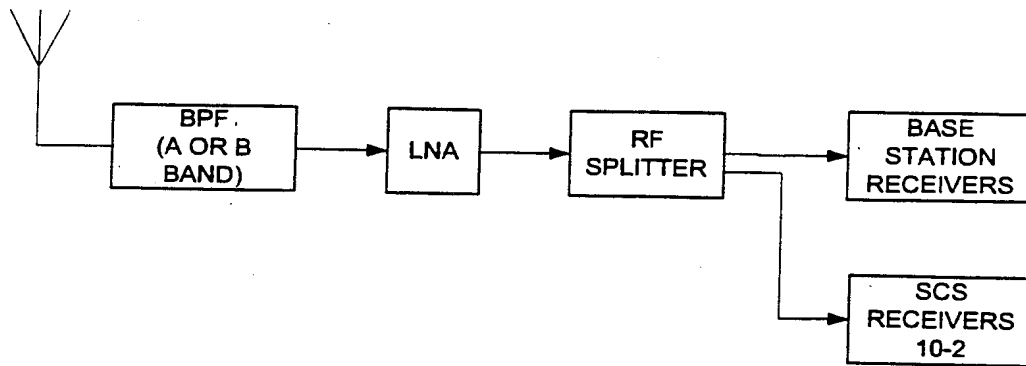 BPF
(A OR B
BAND)
LNA
RF
SPLITTER
BASE
STATION
RECEIVERS
SCS
RECEIVERS
10-2